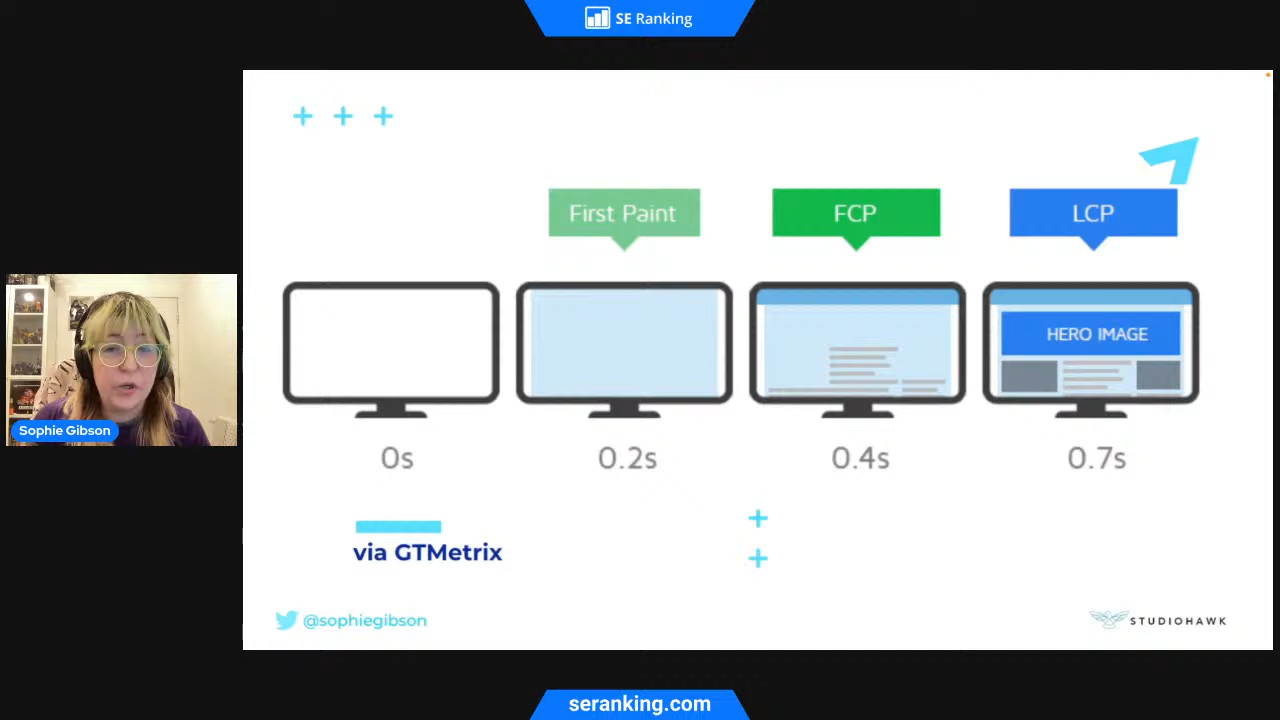 SE Ranking
First Paint
FCP
LCP
HERO IMAGE
0s
0.2s
0.4s
0.7s
via GTMetrix
Sophie Gibson
@sophiegibson
STUDIOHAWK
seranking.com